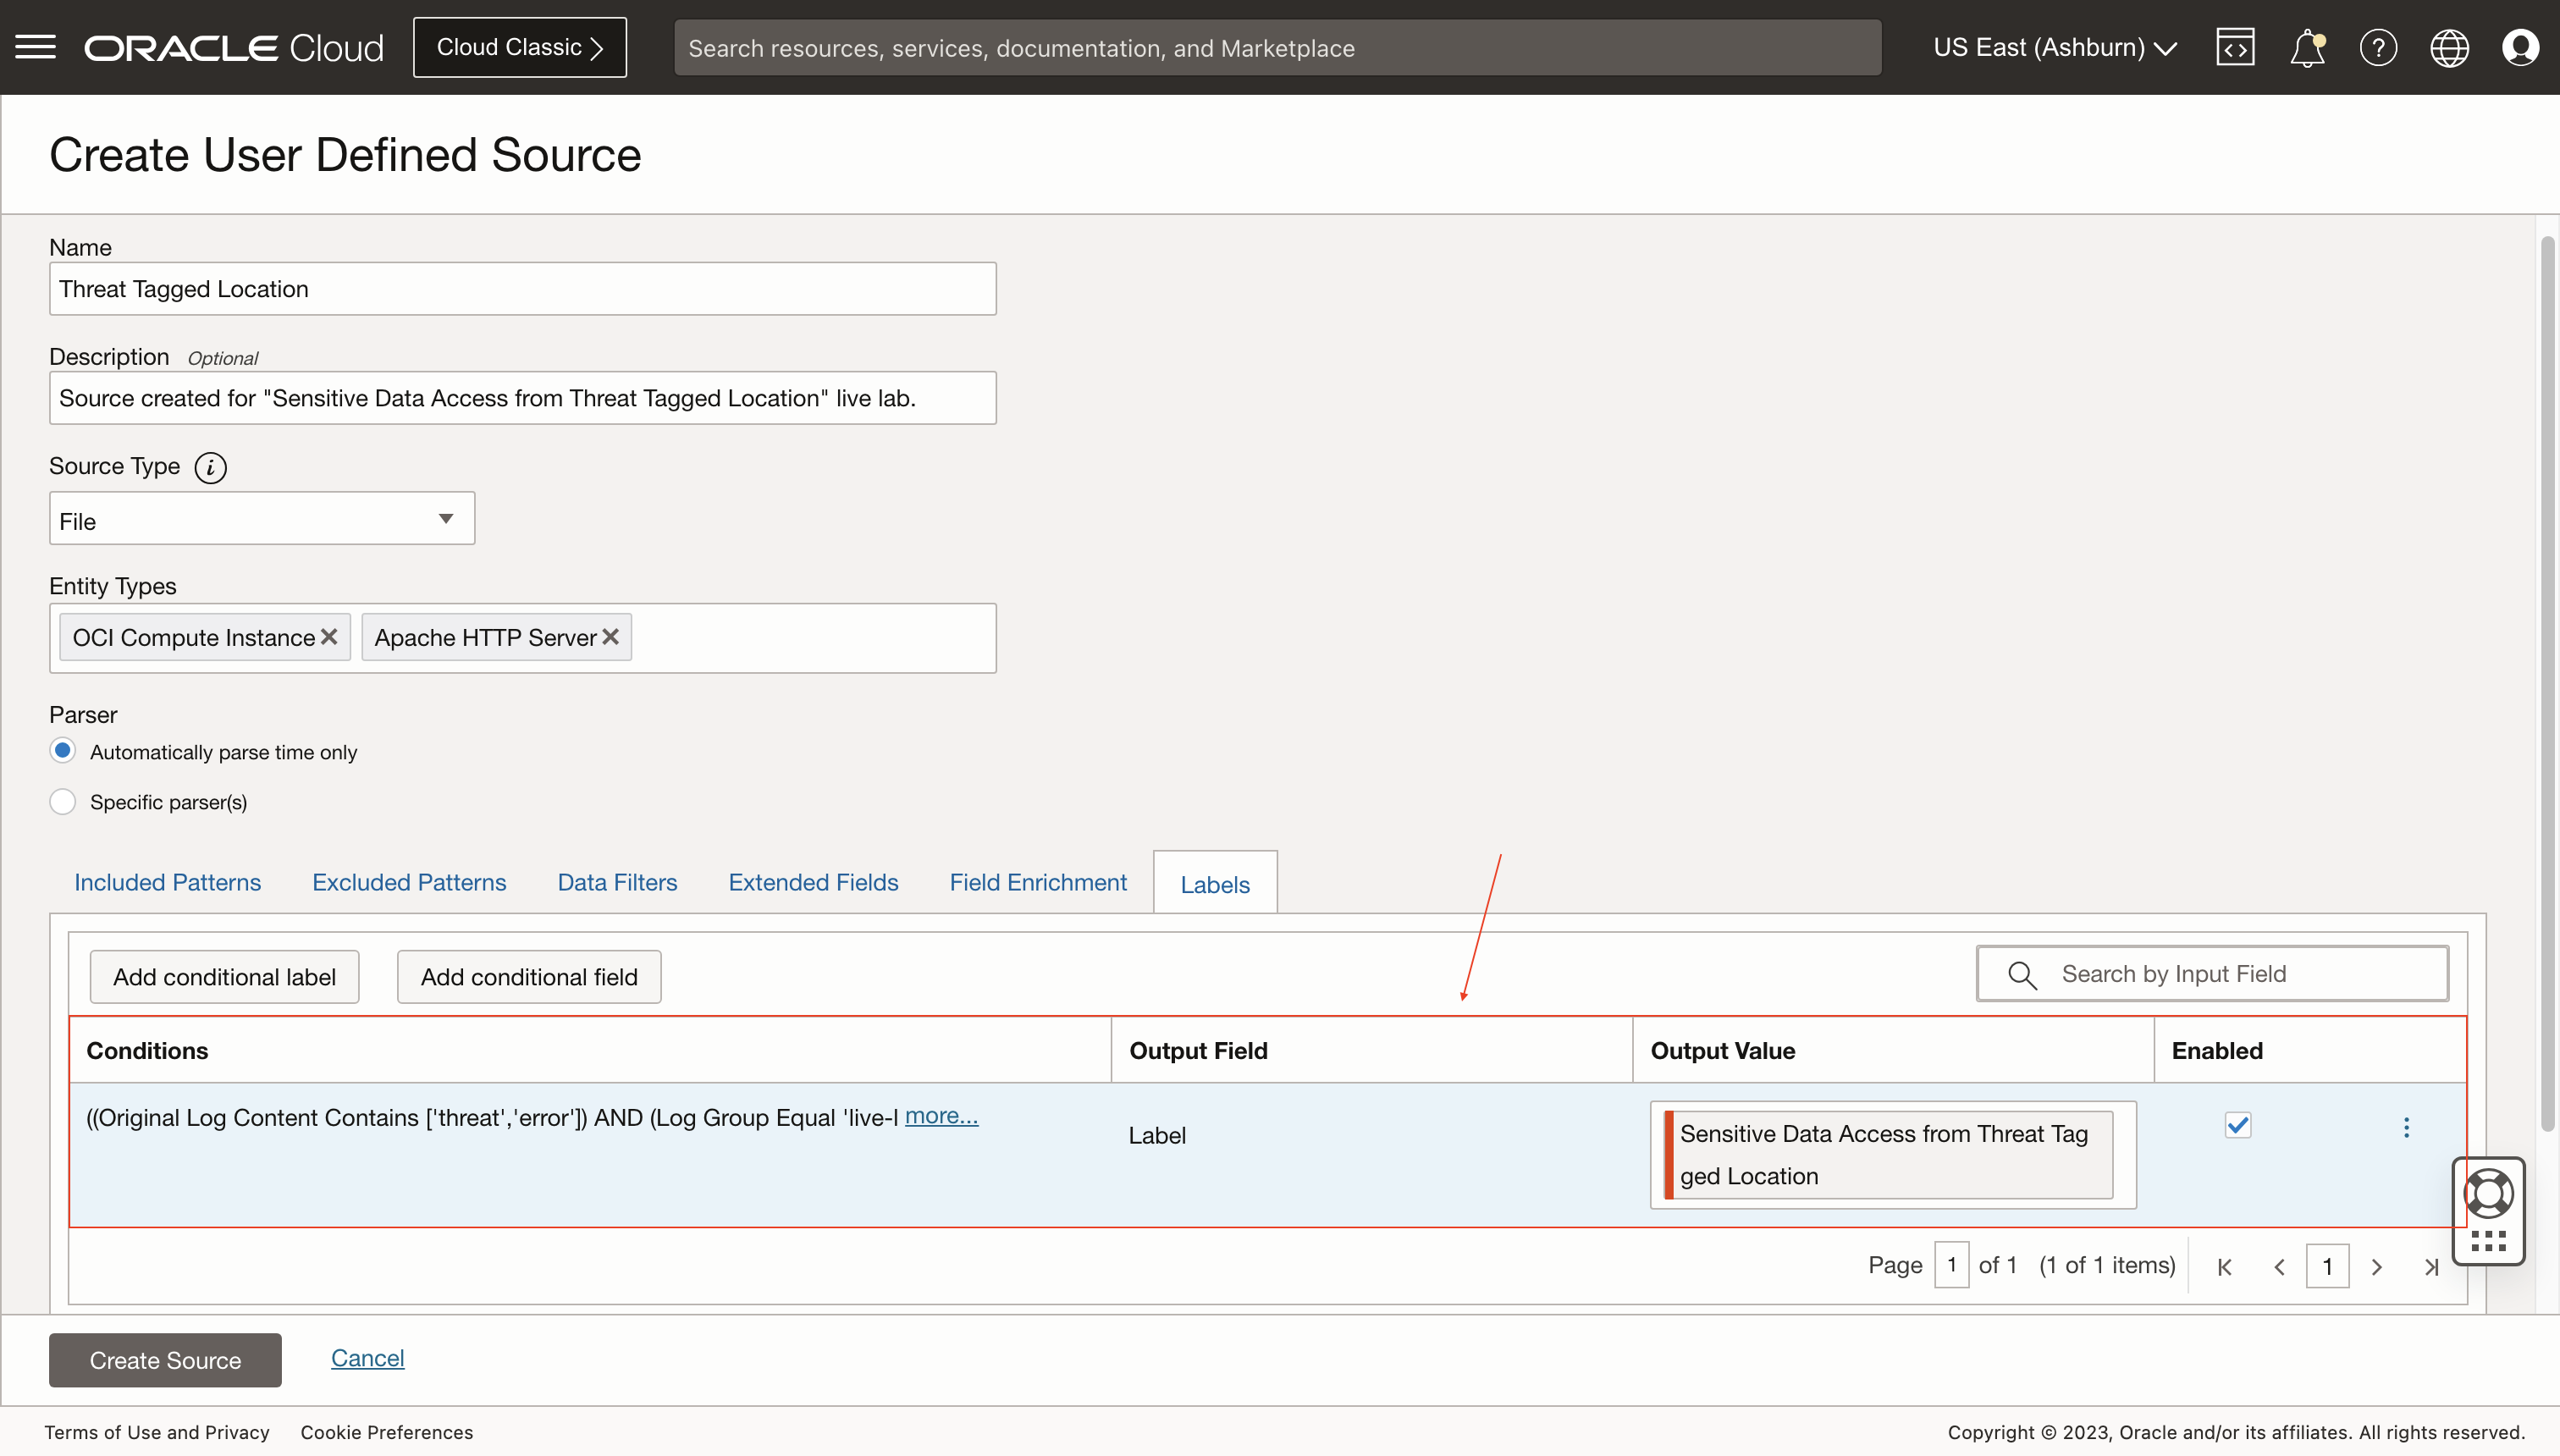 ORACLE Cloud
Cloud Classic
Search resources, services, documentation, and Marketplace
US East (Ashburn)
Create User Defined Source
Name
Threat Tagged Location
Description Optional
Source created for "Sensitive Data Access from Threat Tagged Location" live lab.
Source Type
File
Entity Types
OCI Compute Instance
Apache HTTP Server
Parser
Automatically parse time only
Specific parser(s)
Included Patterns Excluded Patterns Data Filters Extended Fields Field Enrichment Labels
Add conditional label Add conditional field Search by Input Field
Conditions Output Field Output Value Enabled
((Original Log Content Contains ['threat','error']) AND (Log Group Equal 'live-l more...
Label
Sensitive Data Access from Threat Tag
ged Location
Page 1 of 1 (1 of 1 items) 1
Create Source Cancel
Terms of Use and Privacy Cookie Preferences Copyright © 2023, Oracle and/or its affiliates. All rights reserved.